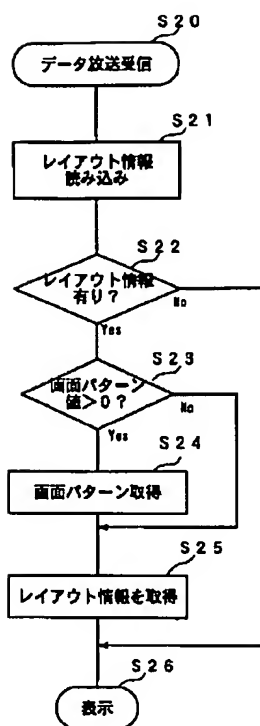 S20
データ放送受信
S21
レイアウト情報
読み込み
S22
レイアウト情報
有り?
No
Yes
S23
画面パターン
値>0?
No
Yes
S24
画面パターン取得
S25
レイアウト情報を取得
S26
表示